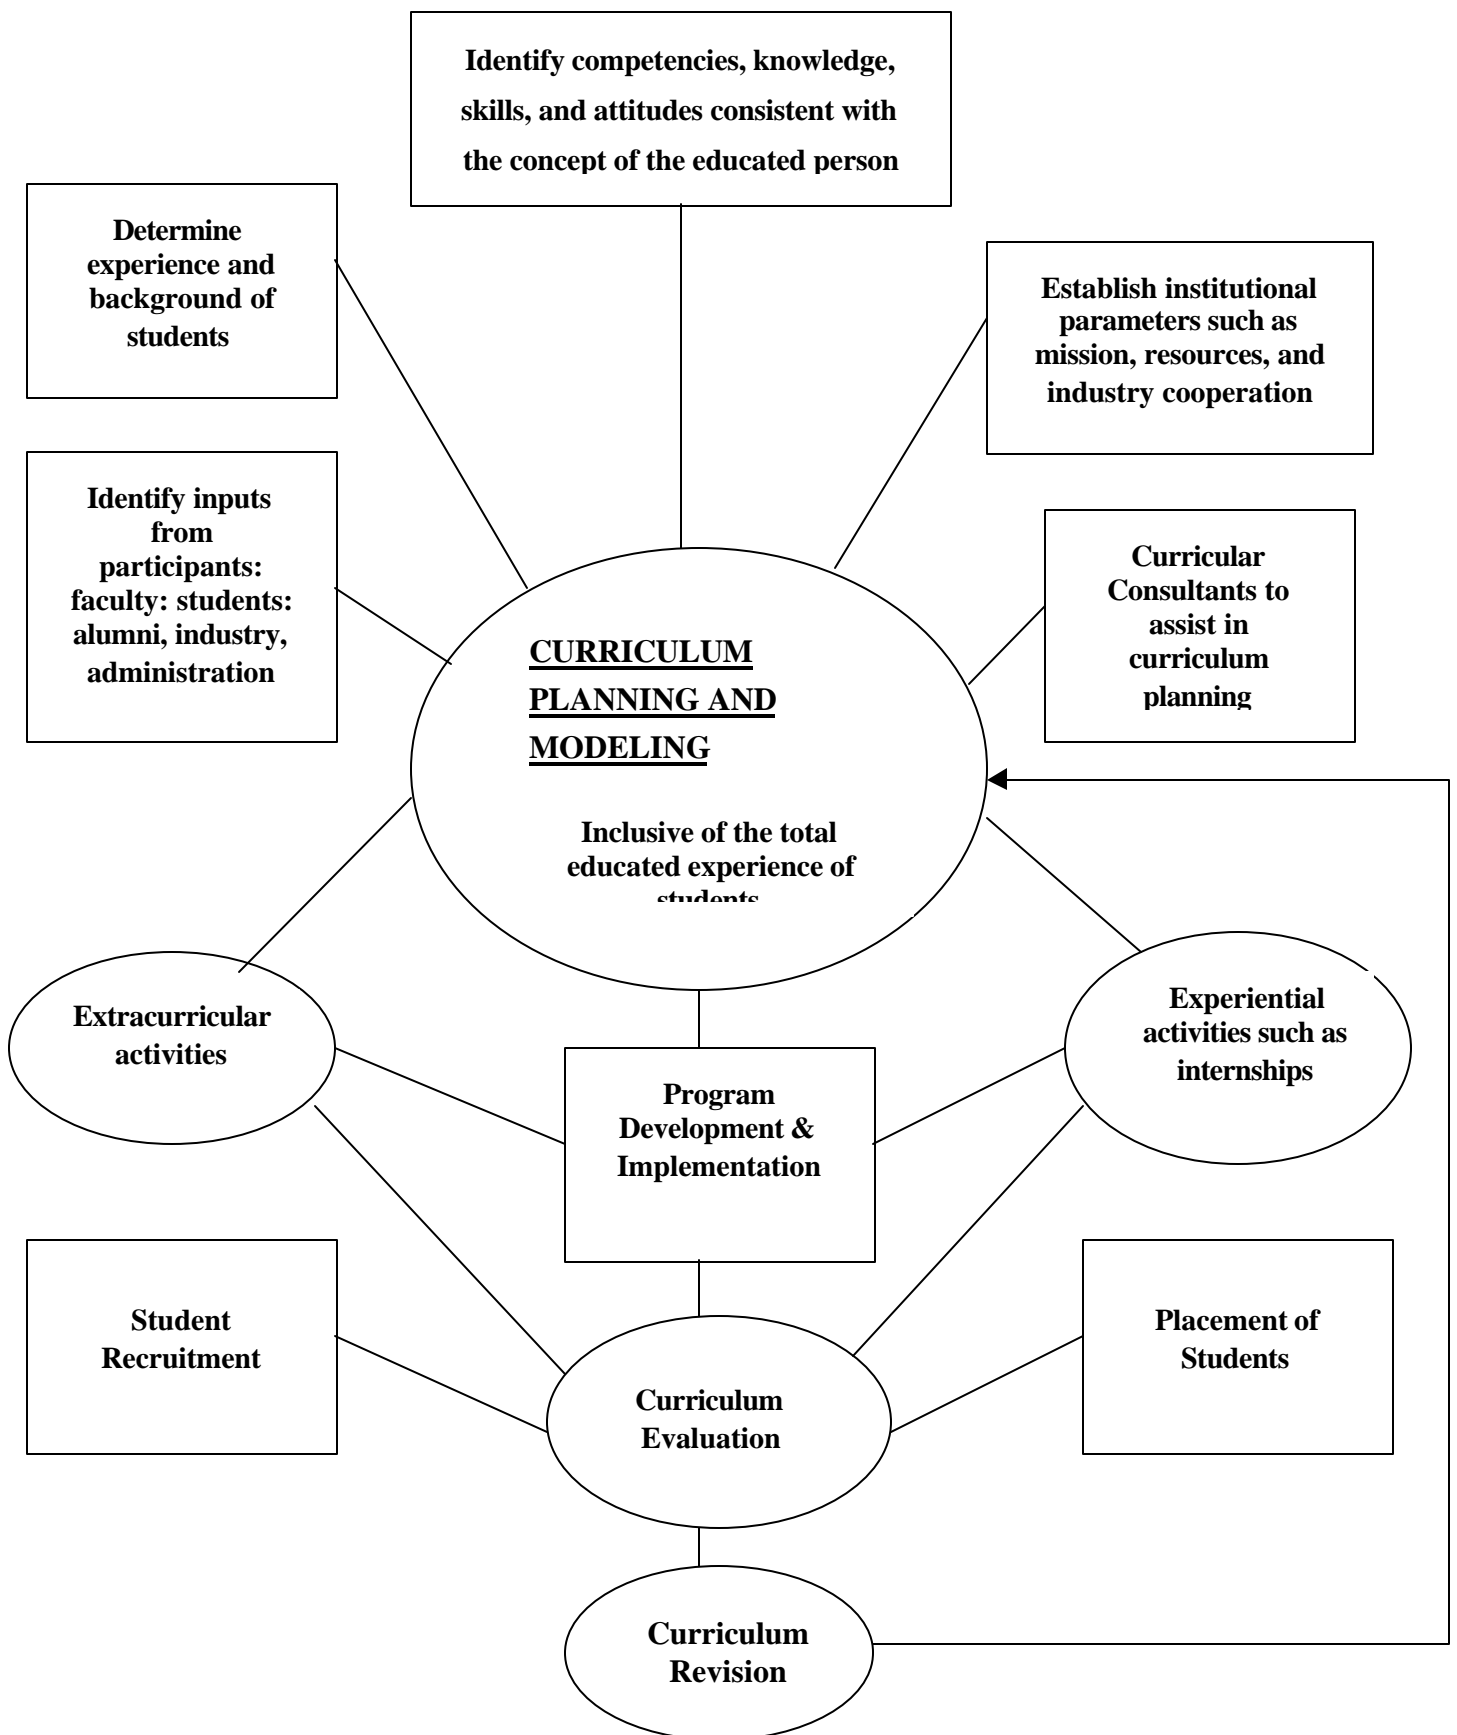 Identify competencies, knowledge,
skills, and attitudes consistent with
the concept of the educated person
Determine
experience and
background of
students
Establish institutional
parameters such as
mission, resources, and
industry cooperation
Identify inputs
from
participants:
faculty: students:
alumni, industry,
administration
Curricular
Consultants to
assist in
curriculum
planning
CURRICULUM
PLANNING AND
MODELING
Inclusive of the total
educated experience of
students
Extracurricular
activities
Experiential
activities such as
internships
Program
Development &
Implementation
Student
Recruitment
Placement of
Students
Curriculum
Evaluation
Curriculum
Revision